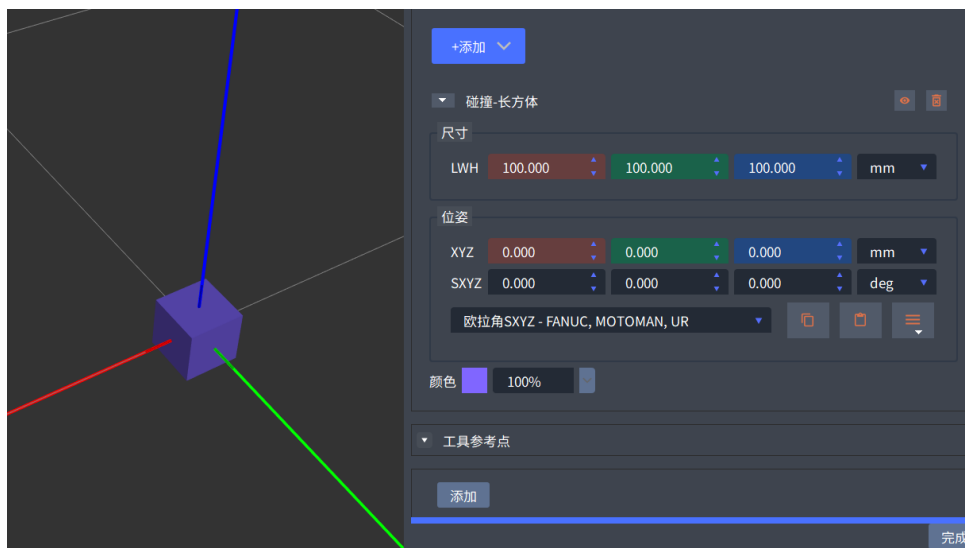 +添加
碰撞-长方体
尺寸
LWH 100.000 100.000 100.000 mm
位姿
XYZ 0.000 0.000 0.000 mm
SXYZ 0.000 0.000 0.000 deg
欧拉角SXYZ - FANUC, MOTOMAN, UR
颜色 100%
工具参考点
添加
完成